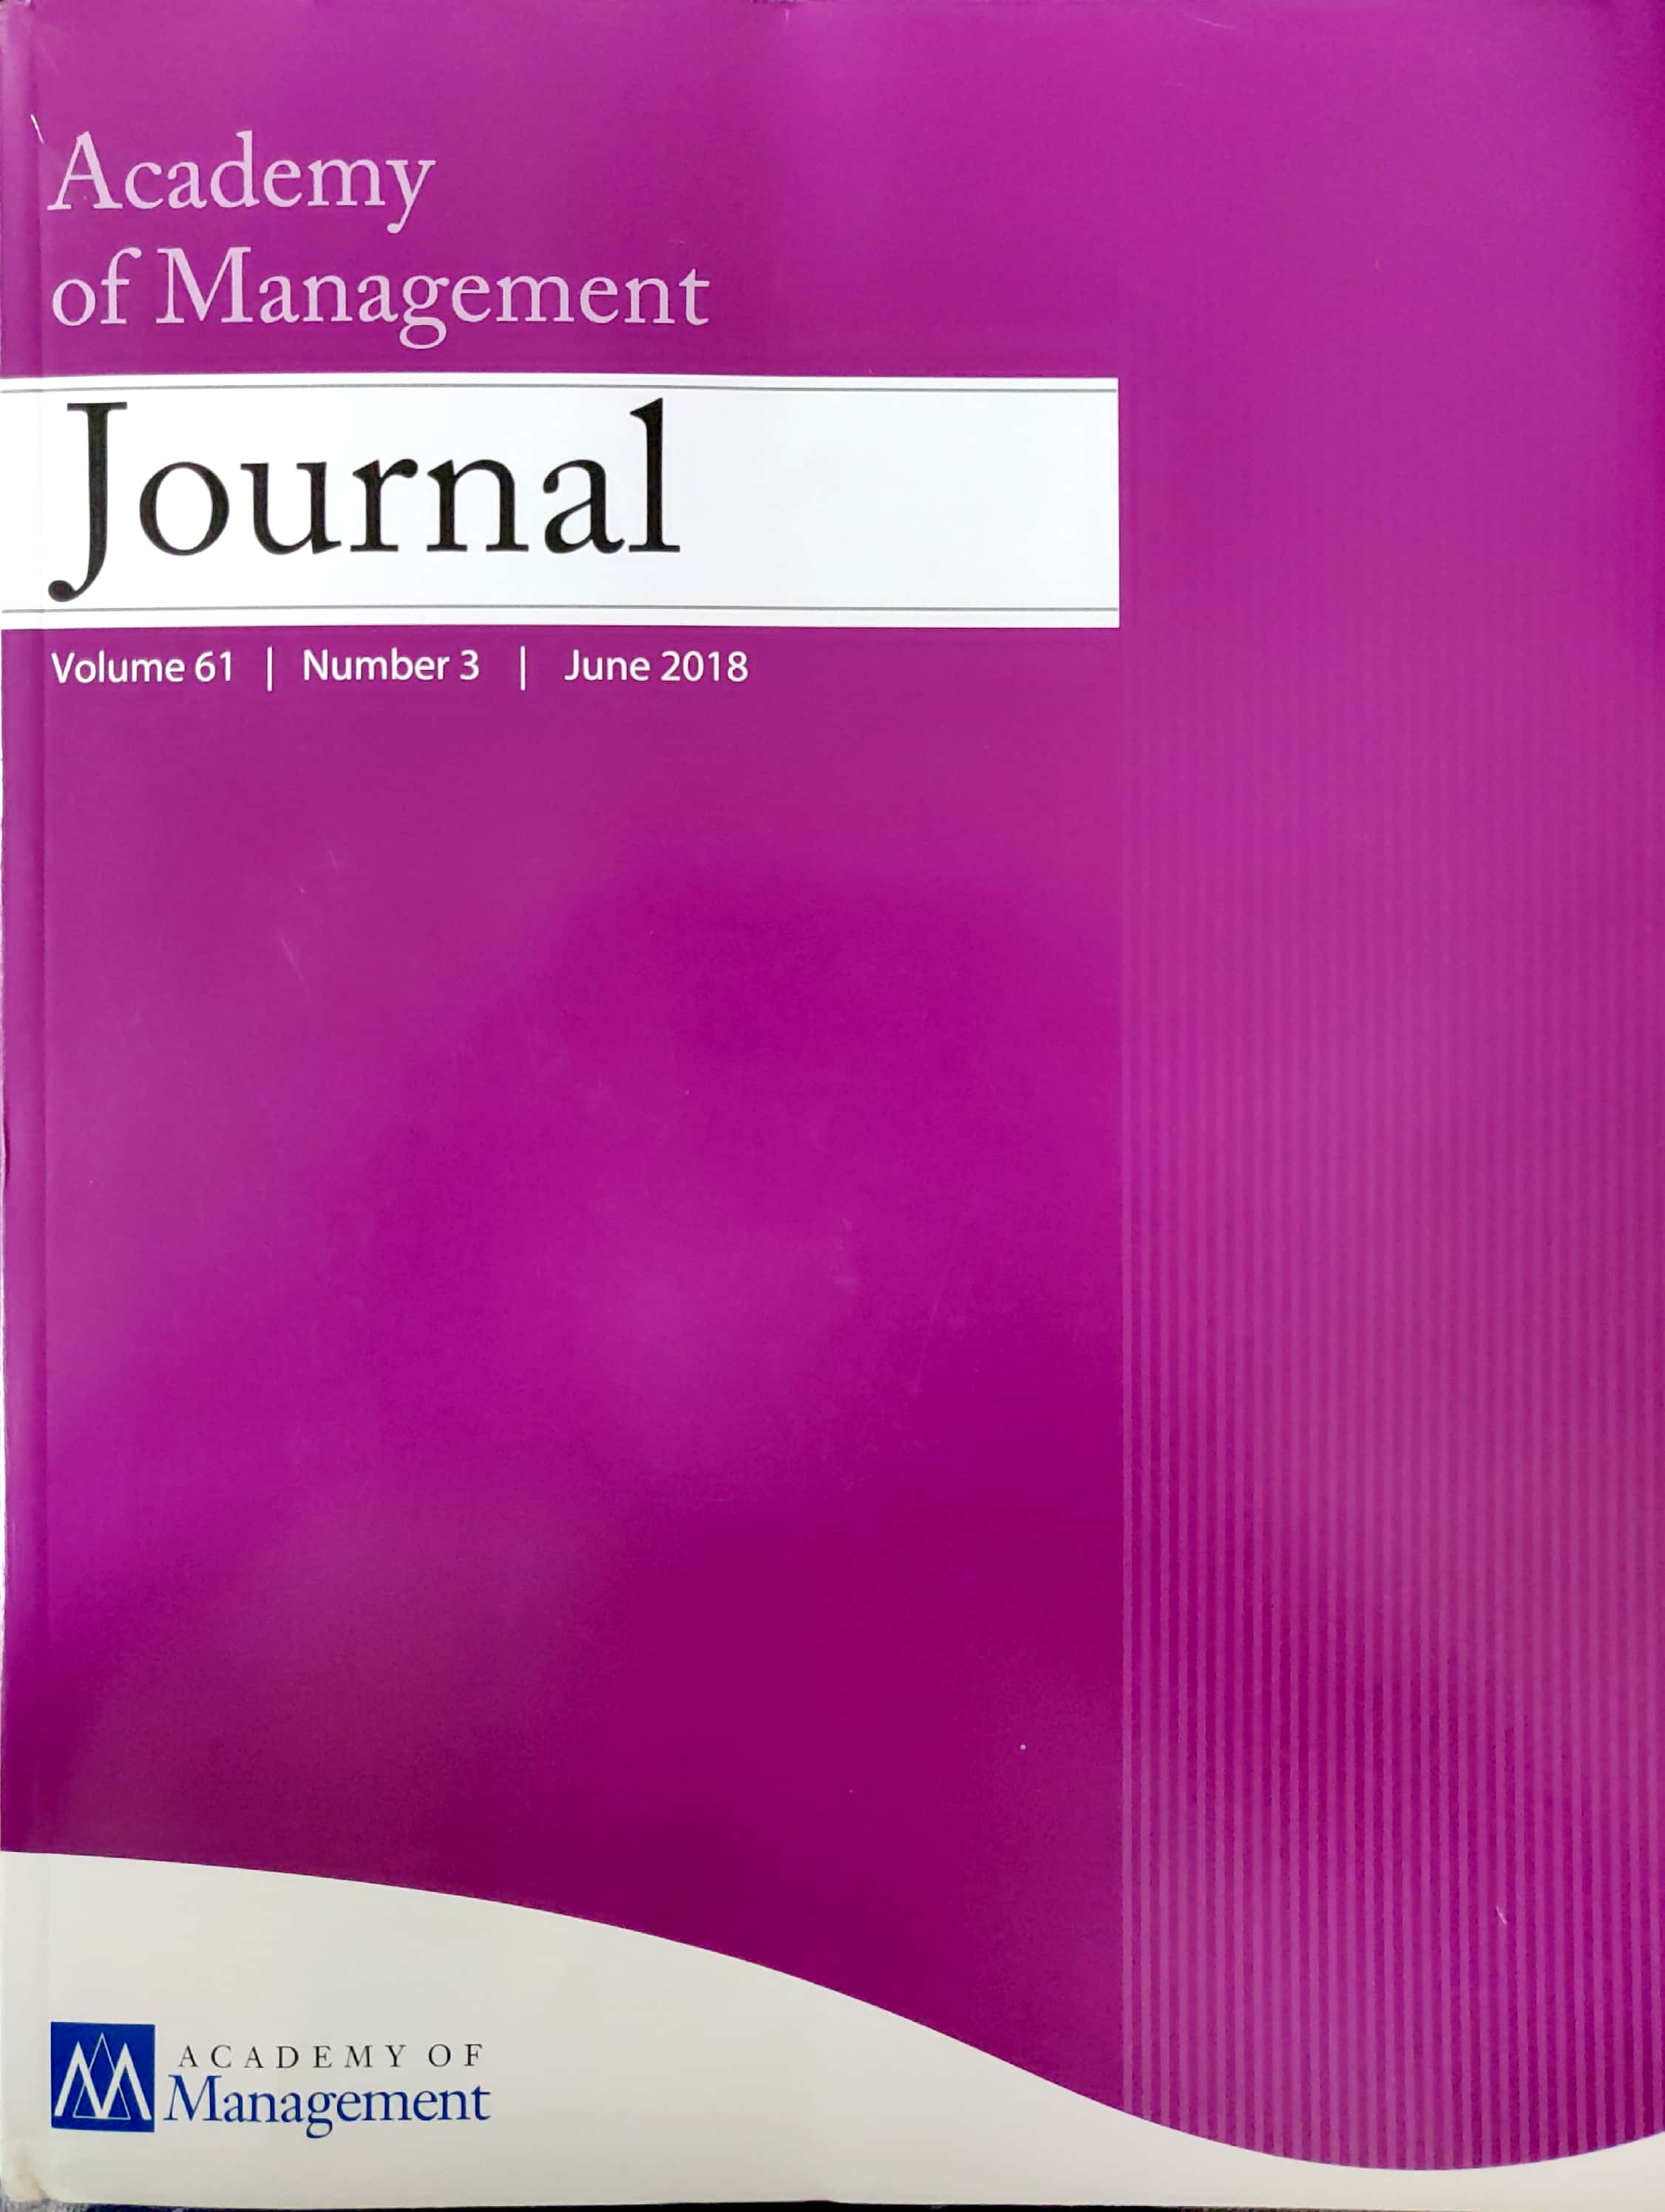 Academy
of Management
Journal
Volume 61 | Number 3 | June 2018
ACADEMY OF
Management